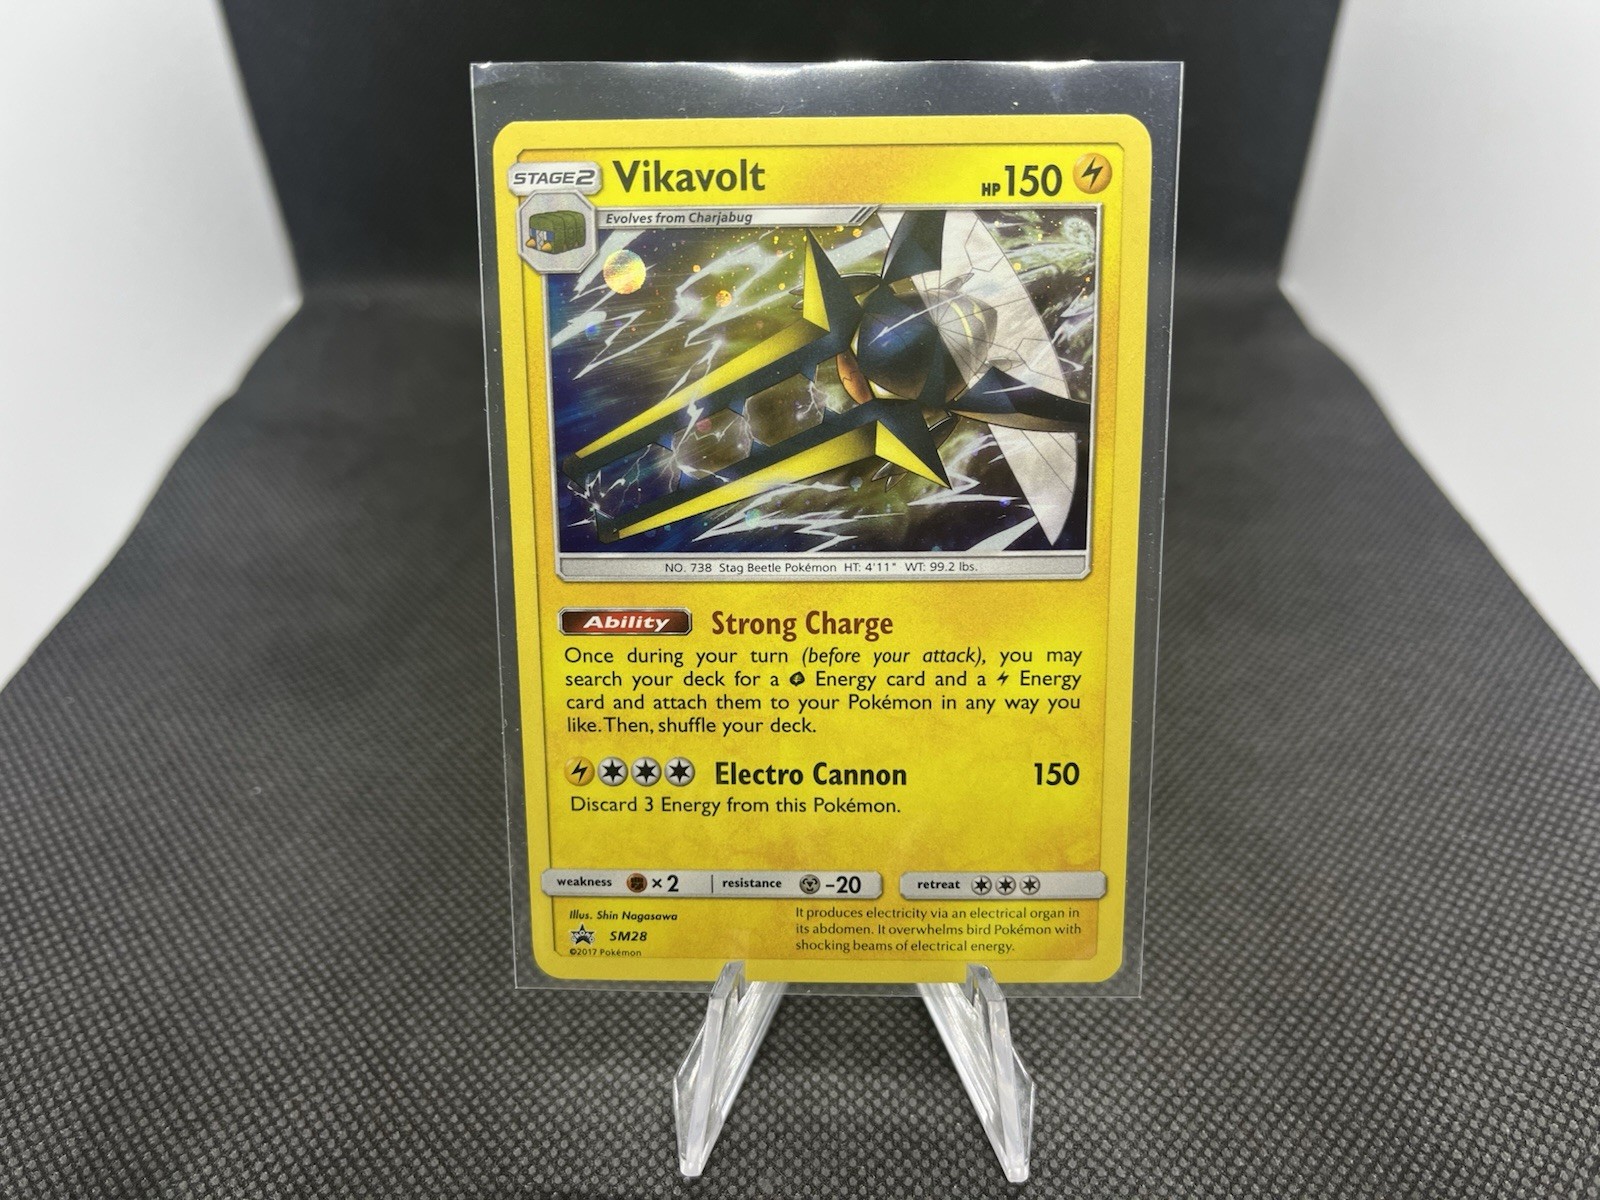 STAGE2 Vikavolt HP 150
Evolves from Charjabug
NO. 738 Stag Beetle Pokémon HT: 4'11" WT: 99.2 lbs.
Ability Strong Charge
Once during your turn (before your attack), you may
search your deck for a Energy card and a Energy
card and attach them to your Pokémon in any way you
like. Then, shuffle your deck.
Electro Cannon 150
Discard 3 Energy from this Pokémon.
weakness ×2 resistance -20 retreat
Illus. Shin Nagasawa
SM28
©2017 Pokémon
It produces electricity via an electrical organ in
its abdomen. It overwhelms bird Pokémon with
shocking beams of electrical energy.